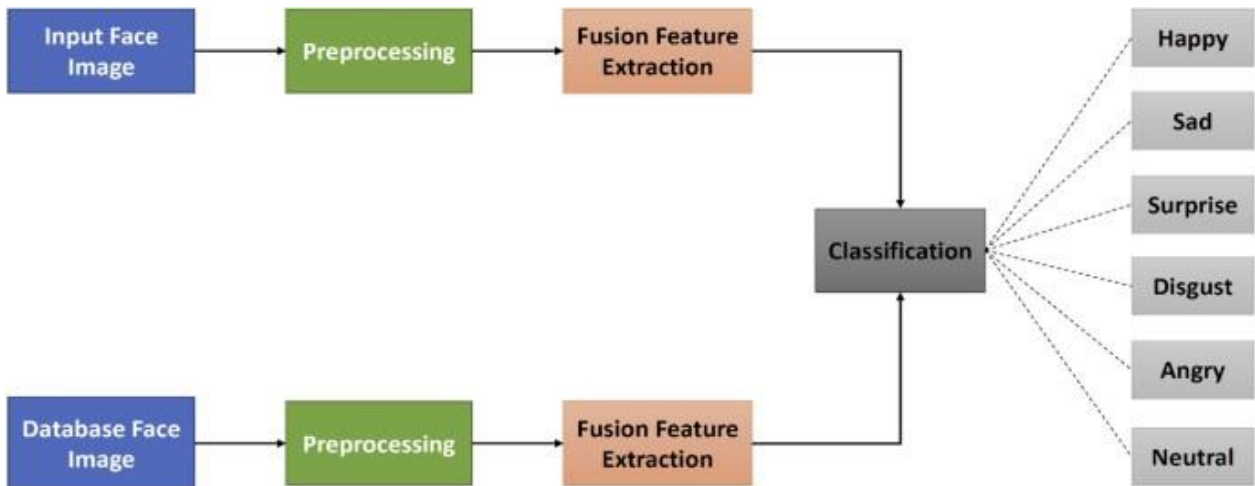 Input Face
Image
Preprocessing
Fusion Feature
Extraction
Happy
Sad
Surprise
Classification
Disgust
Angry
Database Face
Image
Preprocessing
Fusion Feature
Extraction
Neutral